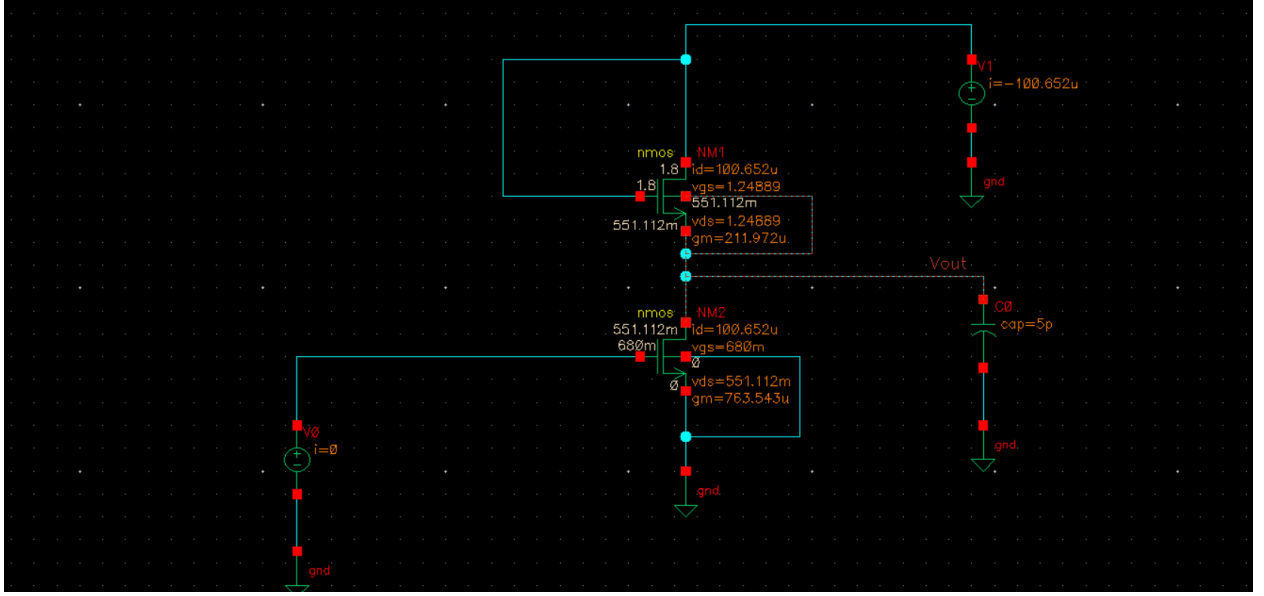 V1
i=-100.652u
gnd
nmos NM1
1.8 id=100.652u
1.8 vgs=1.24889
551.112m
551.112m vds=1.24889
gm=211.972u
Vout
nmos NM2
551.112m id=100.652u
680m vgs=680m
0
0 vds=551.112m
gm=763.543u
C0
cap=5p
gnd
V0
i=0
gnd
gnd